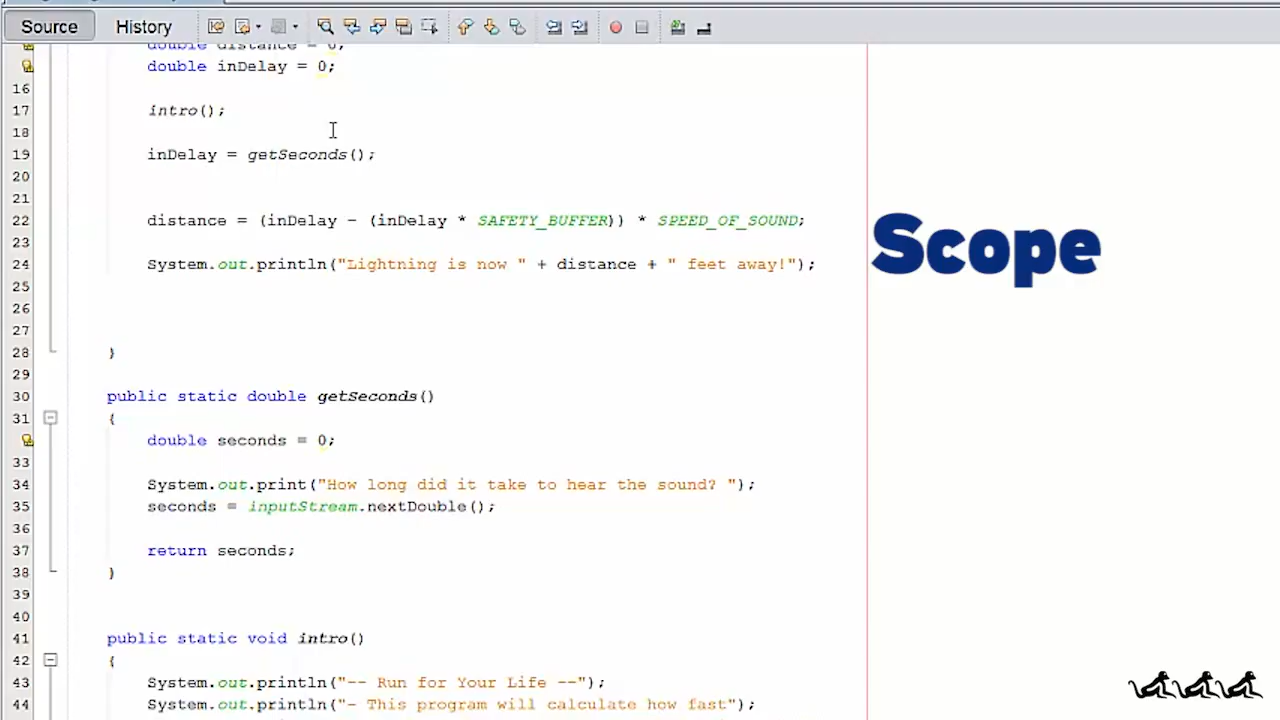 Source History
double distance = 0;
double inDelay = 0;
16
17 intro();
18
19 inDelay = getSeconds();
20
21
22 distance = (inDelay - (inDelay * SAFETY_BUFFER)) * SPEED_OF_SOUND;
Scope
23
24 System.out.println("Lightning is now " + distance + " feet away!");
25
26
27
28 }
29
30 public static double getSeconds()
31 {
double seconds = 0;
33
34 System.out.print("How long did it take to hear the sound? ");
35 seconds = inputStream.nextDouble();
36
37 return seconds;
38 }
39
40
41 public static void intro()
42 {
43 System.out.println("-- Run for Your Life --");
44 System.out.println("- This program will calculate how fast");